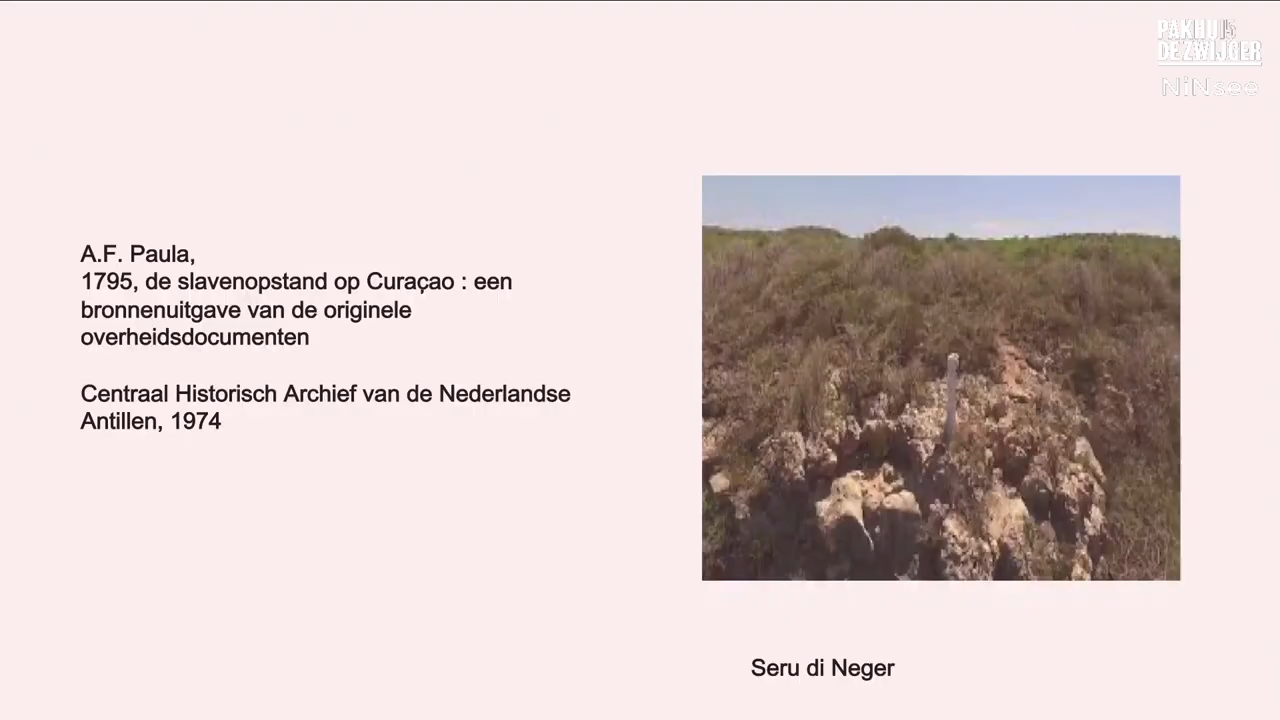 PAKHUIS
DE ZWIJGER
NiNsee
A.F. Paula,
1795, de slavenopstand op Curaçao : een
bronnenuitgave van de originele
overheidsdocumenten
Centraal Historisch Archief van de Nederlandse
Antillen, 1974
Seru di Neger